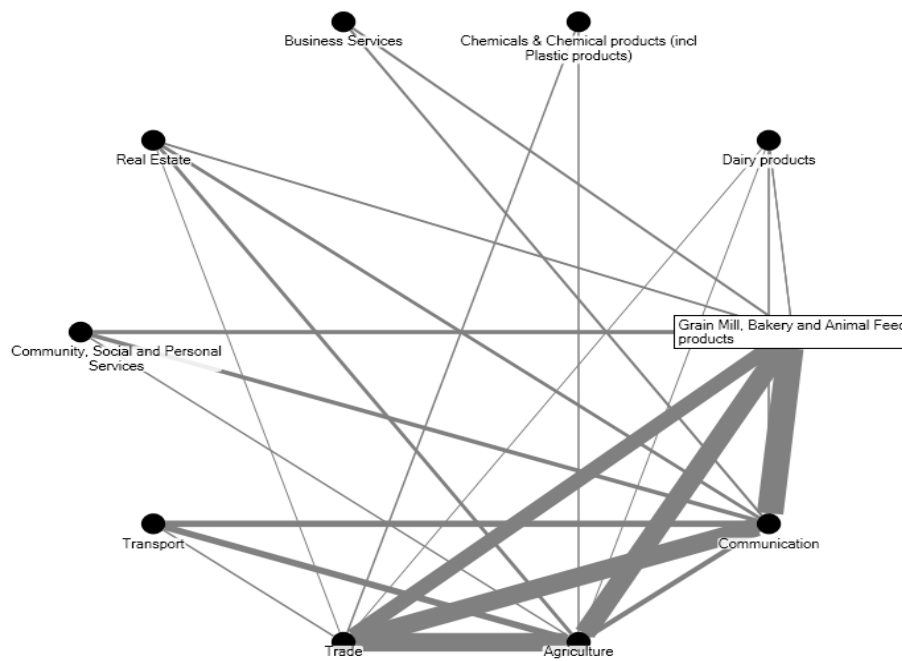 Business Services
Chemicals & Chemical products (incl
Plastic products)
Real Estate
Dairy products
Grain Mill, Bakery and Animal Feed
products
Community, Social and Personal
Services
Transport
Communication
Trade
Agriculture